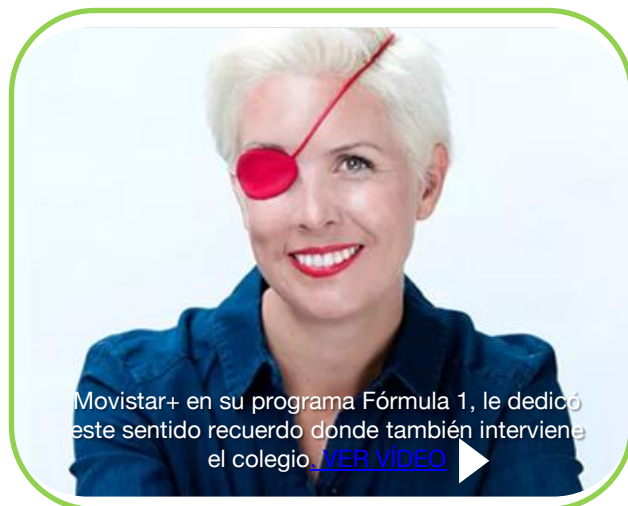 Movistar+ en su programa Fórmula 1, le dedicó
este sentido recuerdo donde también interviene
el colegio. VER VÍDEO